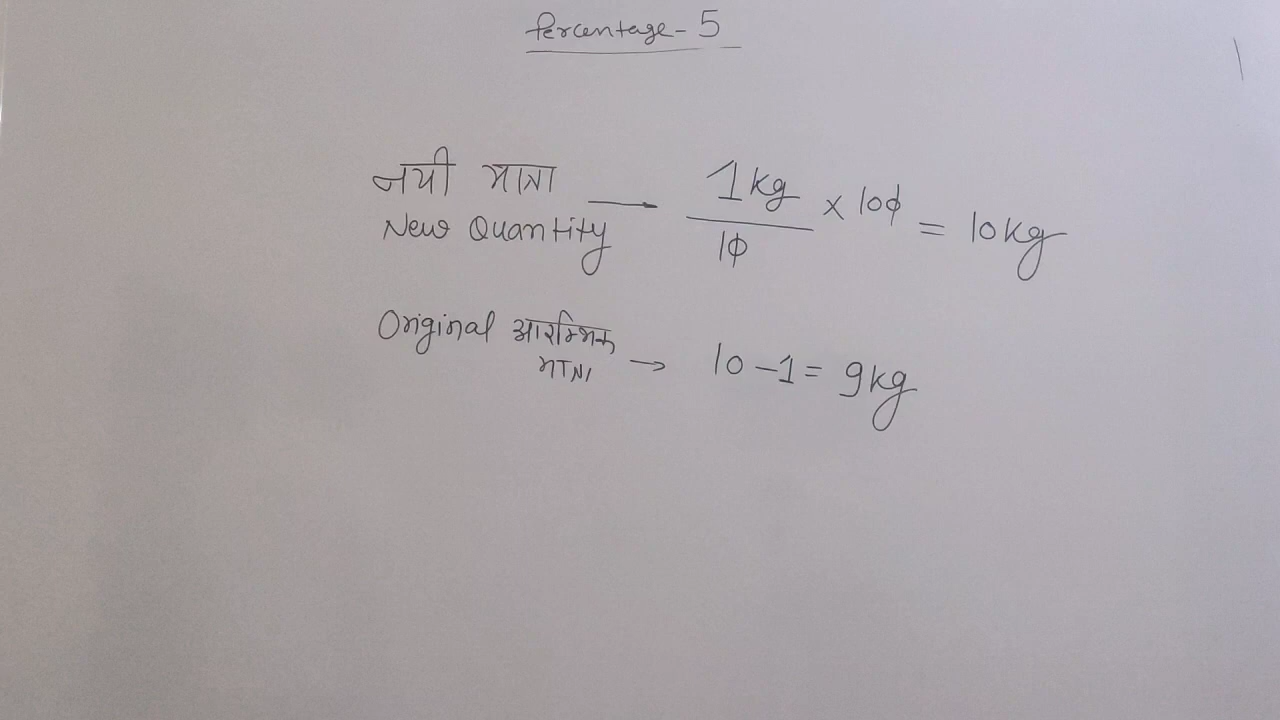 Percentage - 5
नयी मात्रा
New Quantity → 1kg/10 × 100 = 10kg
Original आरम्भिक
मात्रा → 10 - 1 = 9kg